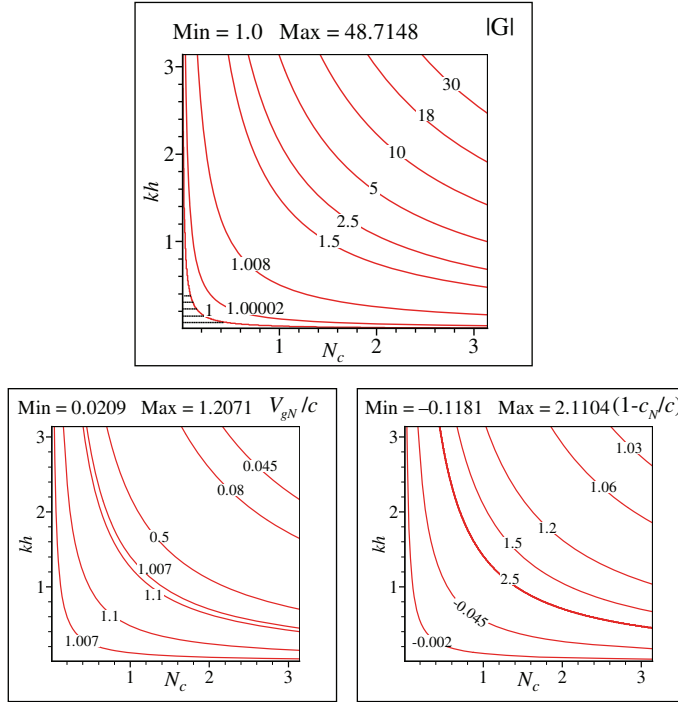 Min = 1.0 Max = 48.7148 |G|
3
30
18
2
10
kh
5
2.5
1.5
1
1.008
1.00002
1
1 2 3
N_c
Min = 0.0209 Max = 1.2071 V_gN/c
3
0.045
0.08
2
kh
0.5
1.007
1
1.1
1.1
1.007
1 2 3
N_c
Min = –0.1181 Max = 2.1104 (1-c_N/c)
3
1.03
1.06
2
1.2
kh
1.5
2.5
1
-0.045
-0.002
1 2 3
N_c